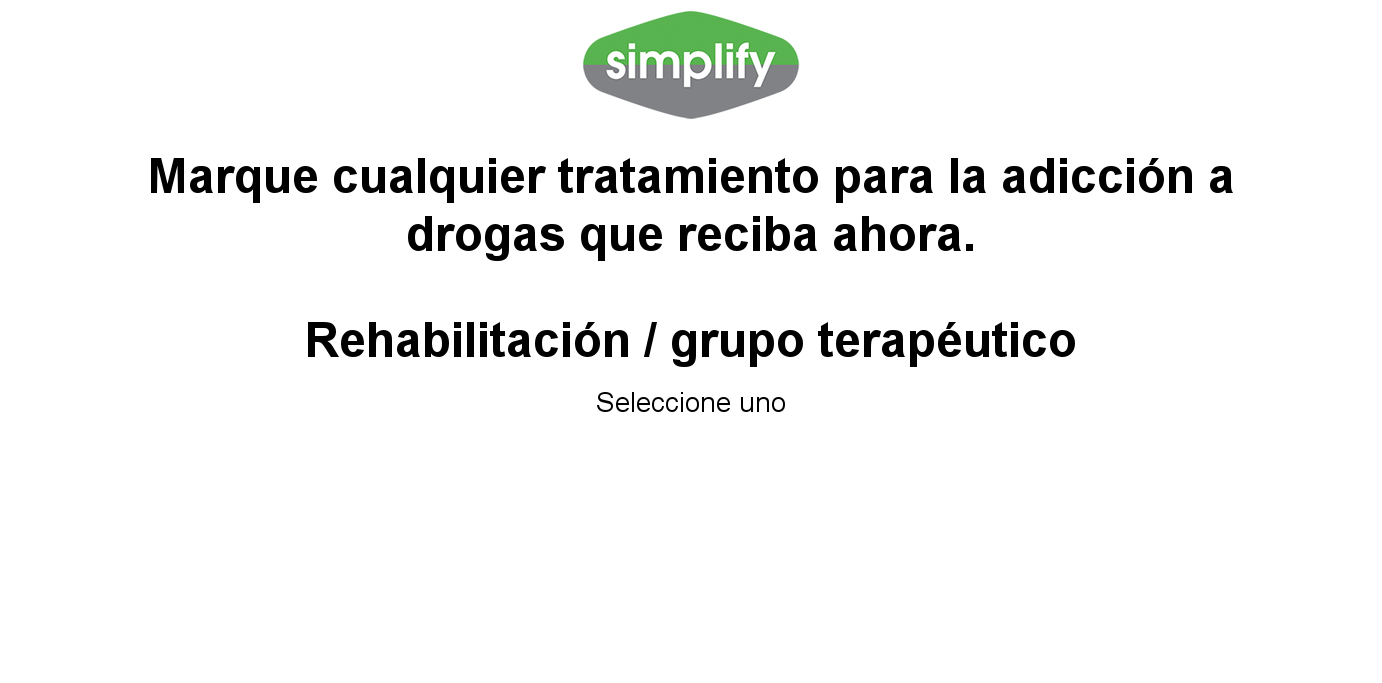 simplify
Marque cualquier tratamiento para la adicción a
drogas que reciba ahora.
Rehabilitación / grupo terapéutico
Seleccione uno